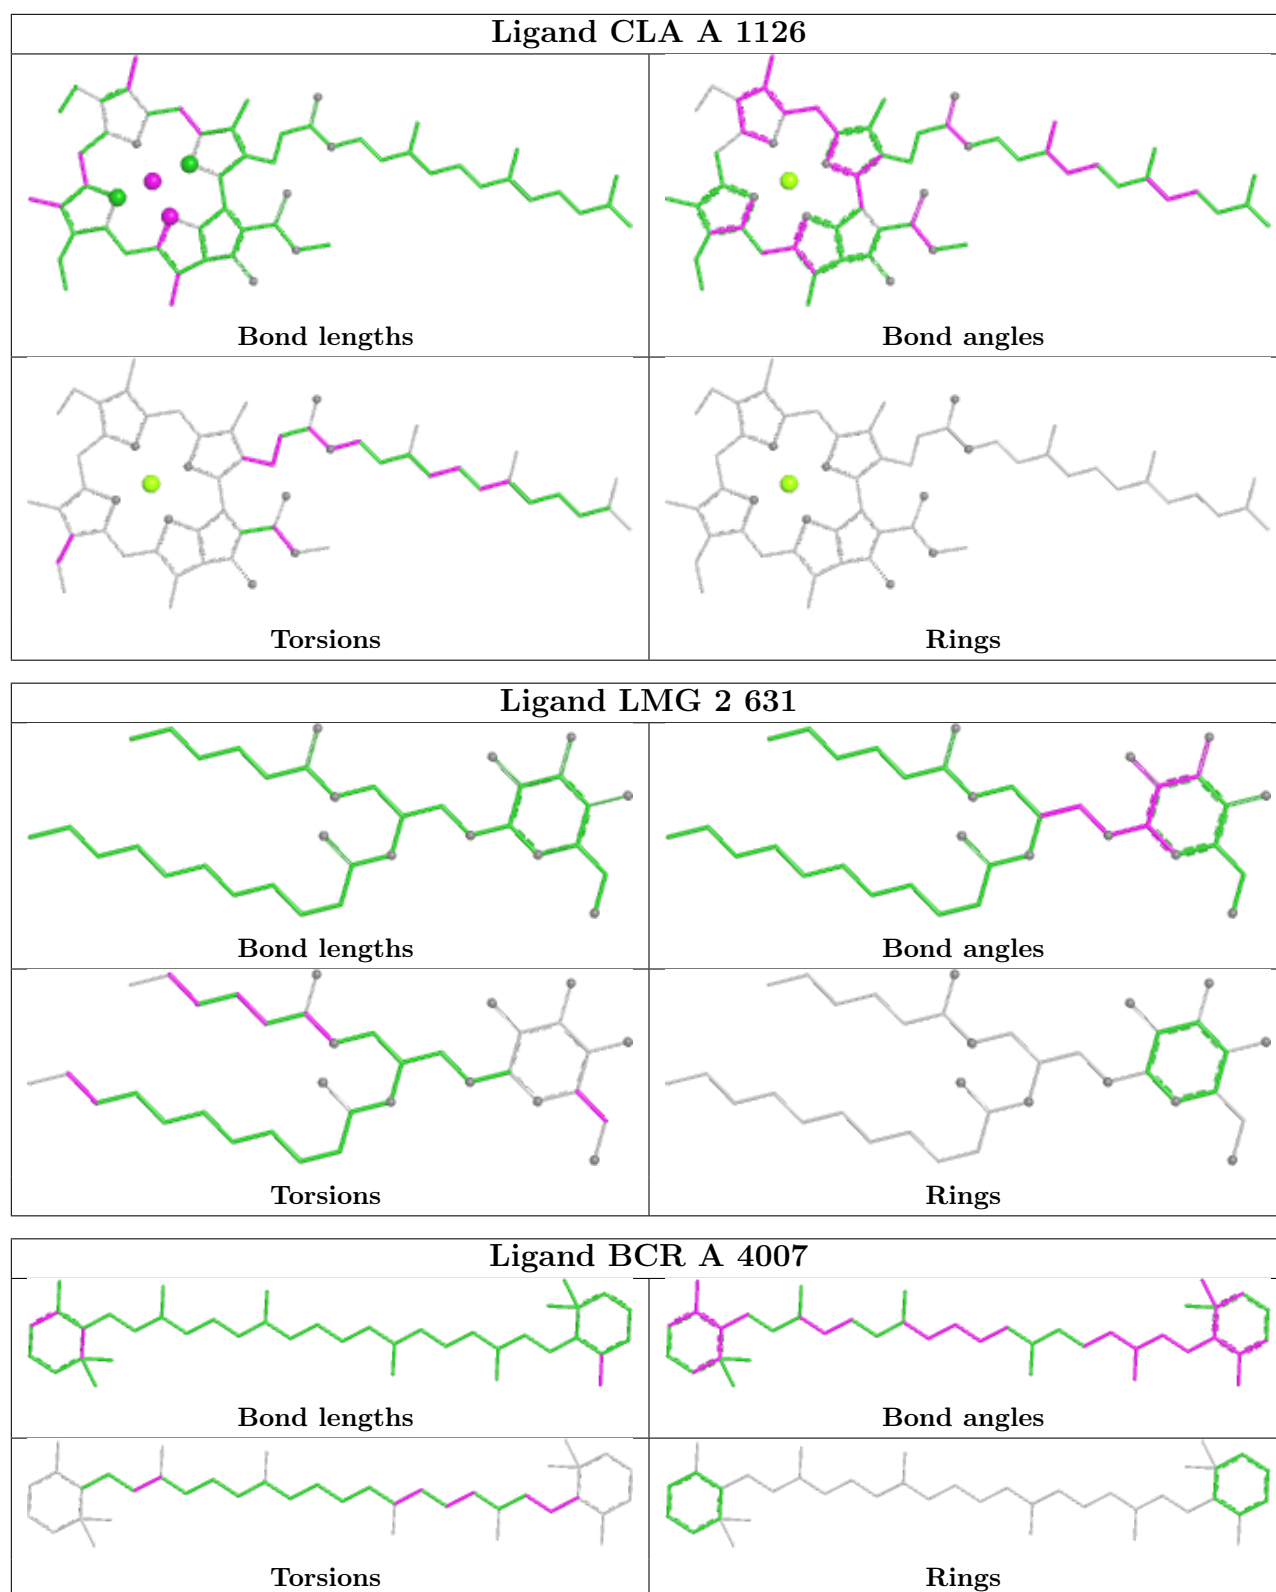 Ligand CLA A 1126
Bond lengths
Bond angles
Torsions
Rings
Ligand LMG 2 631
Bond lengths
Bond angles
Torsions
Rings
Ligand BCR A 4007
Bond lengths
Bond angles
Torsions
Rings